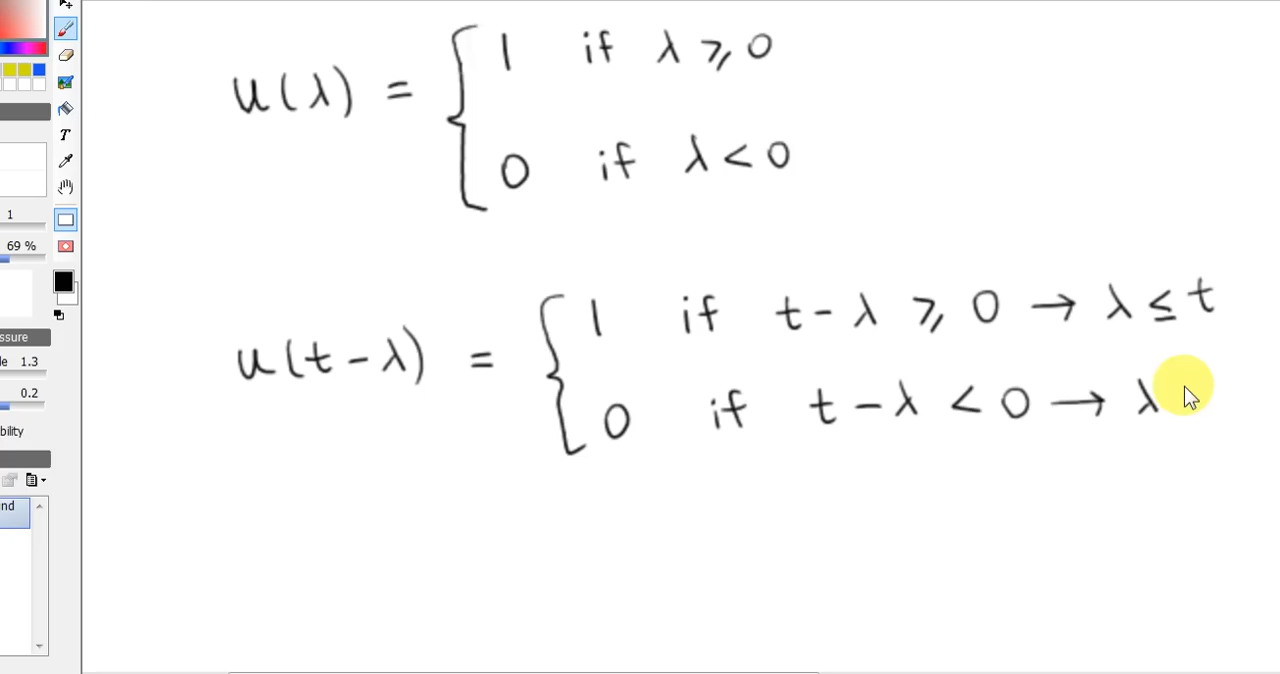 u(λ) = { 1 if λ ≥ 0
0 if λ < 0
u(t - λ) = { 1 if t - λ ≥ 0 → λ ≤ t
0 if t - λ < 0 → λ
T
1
69 %
ssure
le 1.3
0.2
bility
nd